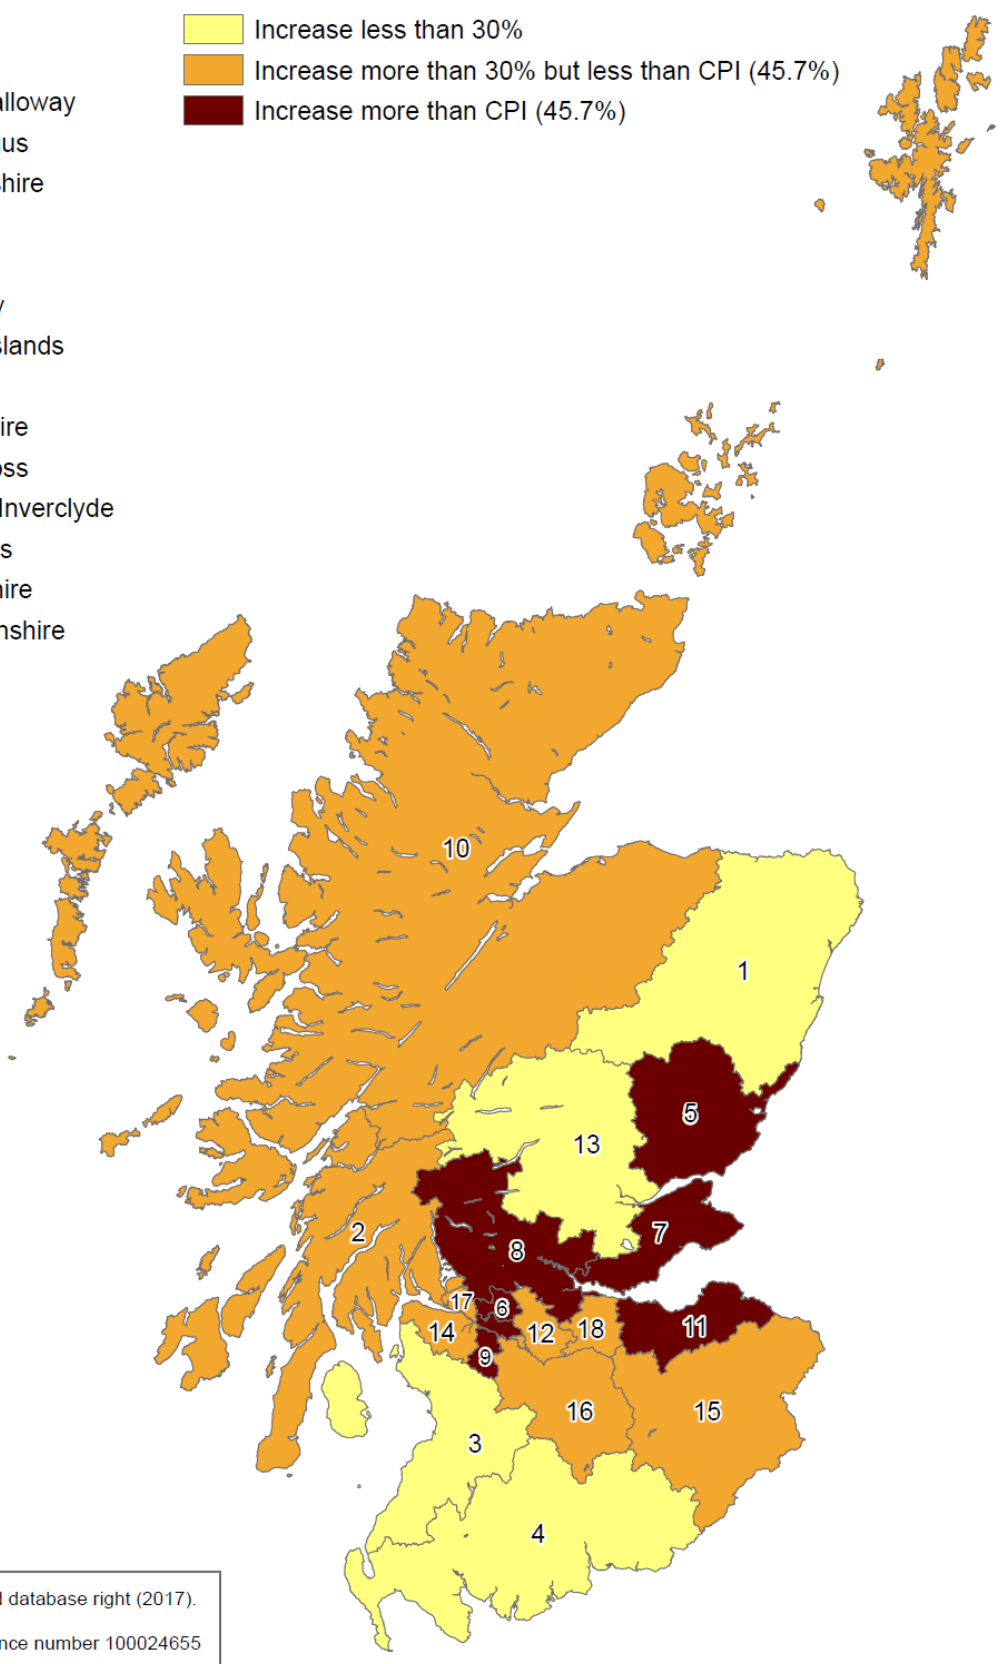 Increase less than 30%
Increase more than 30% but less than CPI (45.7%)
Increase more than CPI (45.7%)
alloway
us
hire
slands
ire
oss
Inverclyde
s
hire
nshire
10
1
5
13
2
7
8
17
6
14
12
18
11
9
16
15
3
4
d database right (2017).
nce number 100024655